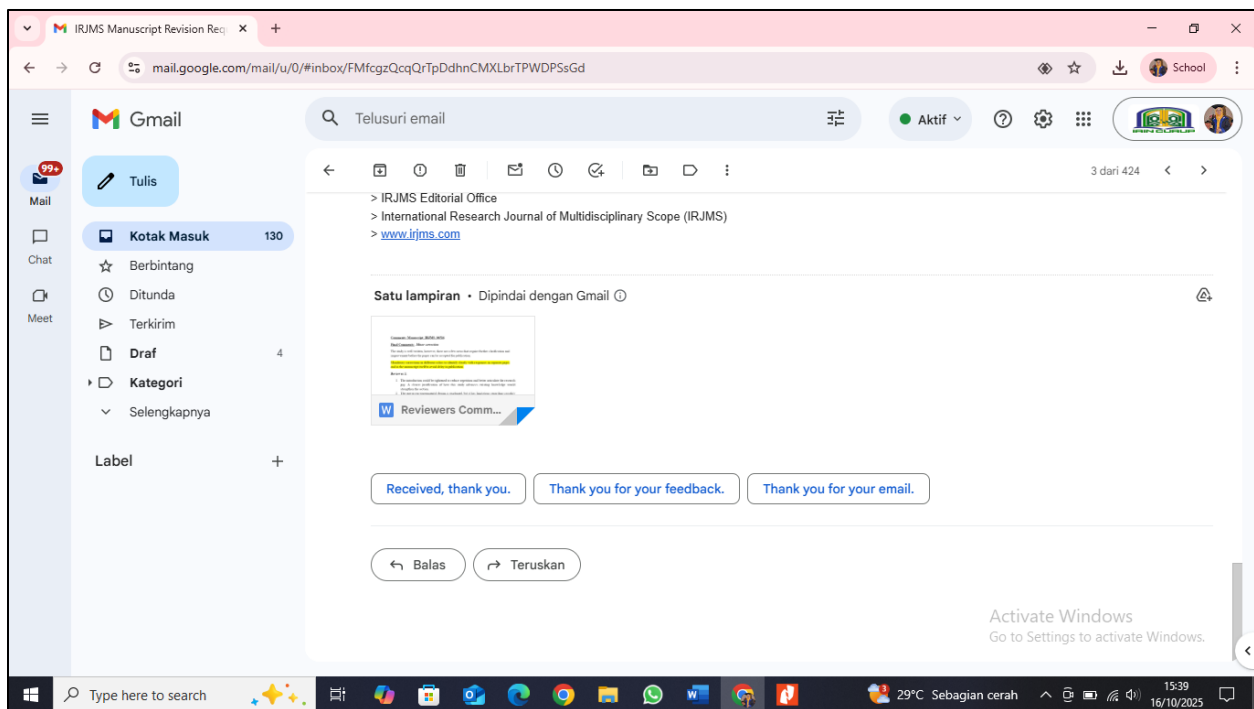 IRJMS Manuscript Revision Req
mail.google.com/mail/u/0/#inbox/FMfcgzQcqQrTpDdhnCMXLbrTPWDPSsGd
School
Gmail
Telusuri email
Aktif
IAIN CURUP
99+
Mail
Chat
Meet
Tulis
Kotak Masuk 130
Berbintang
Ditunda
Terkirim
Draf 4
Kategori
Selengkapnya
Label
3 dari 424
> IRJMS Editorial Office
> International Research Journal of Multidisciplinary Scope (IRJMS)
> www.irjms.com
Satu lampiran • Dipindai dengan Gmail
W Reviewers Comm...
Received, thank you.
Thank you for your feedback.
Thank you for your email.
Balas
Teruskan
Activate Windows
Go to Settings to activate Windows.
Type here to search
3
29°C Sebagian cerah
15:39
16/10/2025